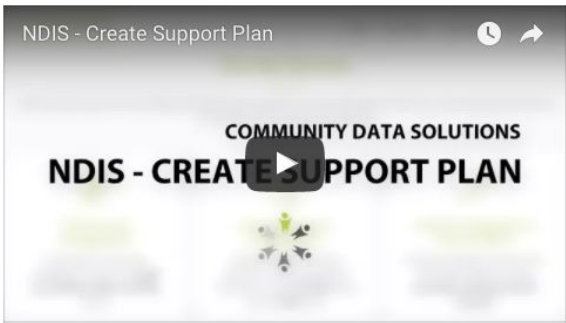 NDIS - Create Support Plan
COMMUNITY DATA SOLUTIONS
NDIS - CREATE SUPPORT PLAN